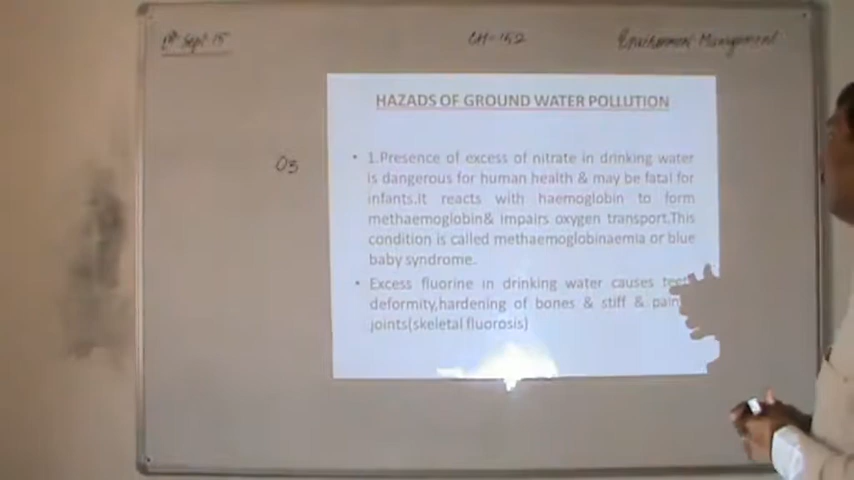 1st Sept-15 CH-152 Environment Management
HAZADS OF GROUND WATER POLLUTION
O3
• 1.Presence of excess of nitrate in drinking water
is dangerous for human health & may be fatal for
infants.It reacts with haemoglobin to form
methaemoglobin& impairs oxygen transport.This
condition is called methaemoglobinaemia or blue
baby syndrome.
• Excess fluorine in drinking water causes
deformity,hardening of bones & stiff &
joints(skeletal fluorosis)